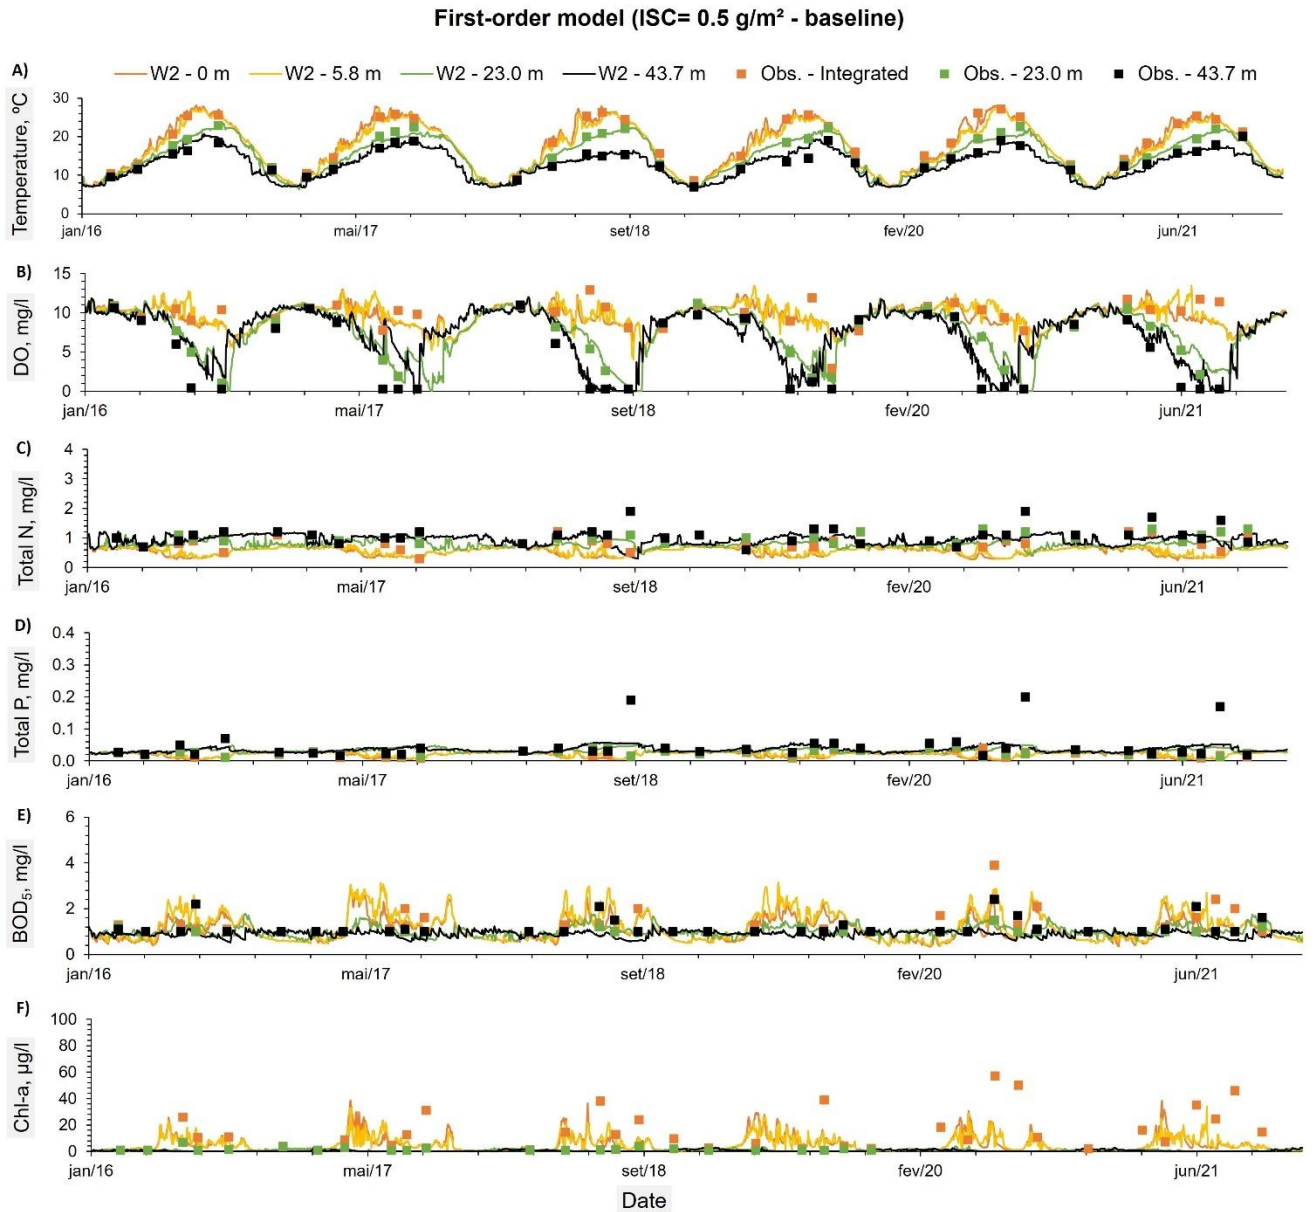 First-order model (ISC= 0.5 g/m² - baseline)
A)
W2 - 0 m
W2 - 5.8 m
W2 - 23.0 m
W2 - 43.7 m
Obs. - Integrated
Obs. - 23.0 m
Obs. - 43.7 m
Temperature, ºC
30
20
10
0
jan/16
mai/17
set/18
fev/20
jun/21
B)
DO, mg/l
15
10
5
0
jan/16
mai/17
set/18
fev/20
jun/21
C)
Total N, mg/l
4
3
2
1
0
jan/16
mai/17
set/18
fev/20
jun/21
D)
Total P, mg/l
0.4
0.3
0.2
0.1
0.0
jan/16
mai/17
set/18
fev/20
jun/21
E)
BOD₅, mg/l
6
4
2
0
jan/16
mai/17
set/18
fev/20
jun/21
F)
Chl-a, µg/l
100
80
60
40
20
0
jan/16
mai/17
set/18
fev/20
jun/21
Date